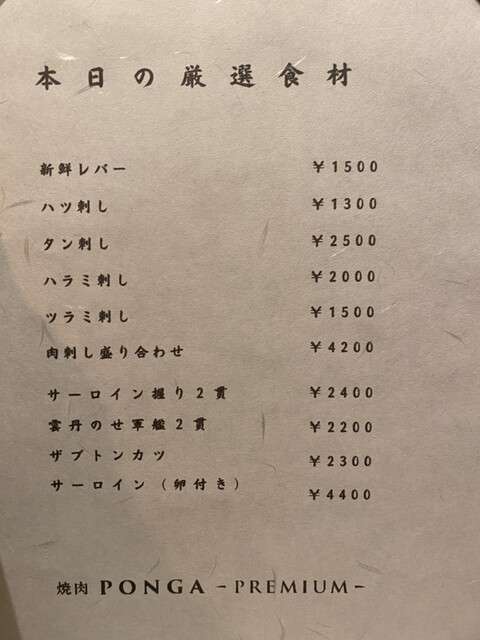 本日の厳選食材
新鮮レバー ￥1500
ハツ刺し ￥1300
タン刺し ￥2500
ハラミ刺し ￥2000
ツラミ刺し ￥1500
肉刺し盛り合わせ ￥4200
サーロイン握り2貫 ￥2400
雲丹のせ軍艦2貫 ￥2200
ザブトンカツ ￥2300
サーロイン（卵付き） ￥4400
焼肉 PONGA -PREMIUM-